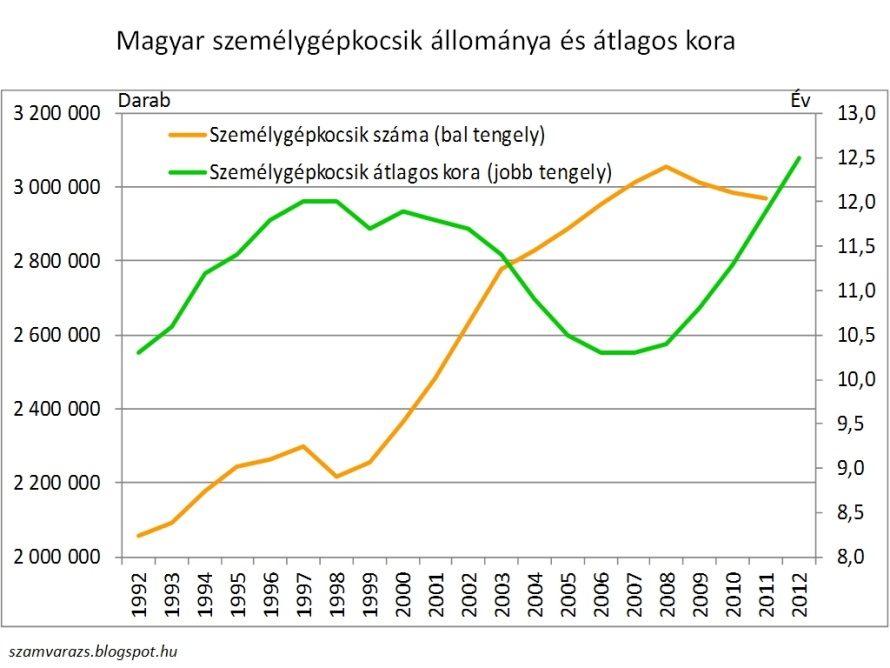 Magyar személygépkocsik állománya és átlagos kora
Darab
Év
3 200 000
3 000 000
2 800 000
2 600 000
2 400 000
2 200 000
2 000 000
Személygépkocsik száma (bal tengely)
Személygépkocsik átlagos kora (jobb tengely)
13,0
12,5
12,0
11,5
11,0
10,5
10,0
9,5
9,0
8,5
8,0
1992
1993
1994
1995
1996
1997
1998
1999
2000
2001
2002
2003
2004
2005
2006
2007
2008
2009
2010
2011
2012
szamvarazs.blogspot.hu